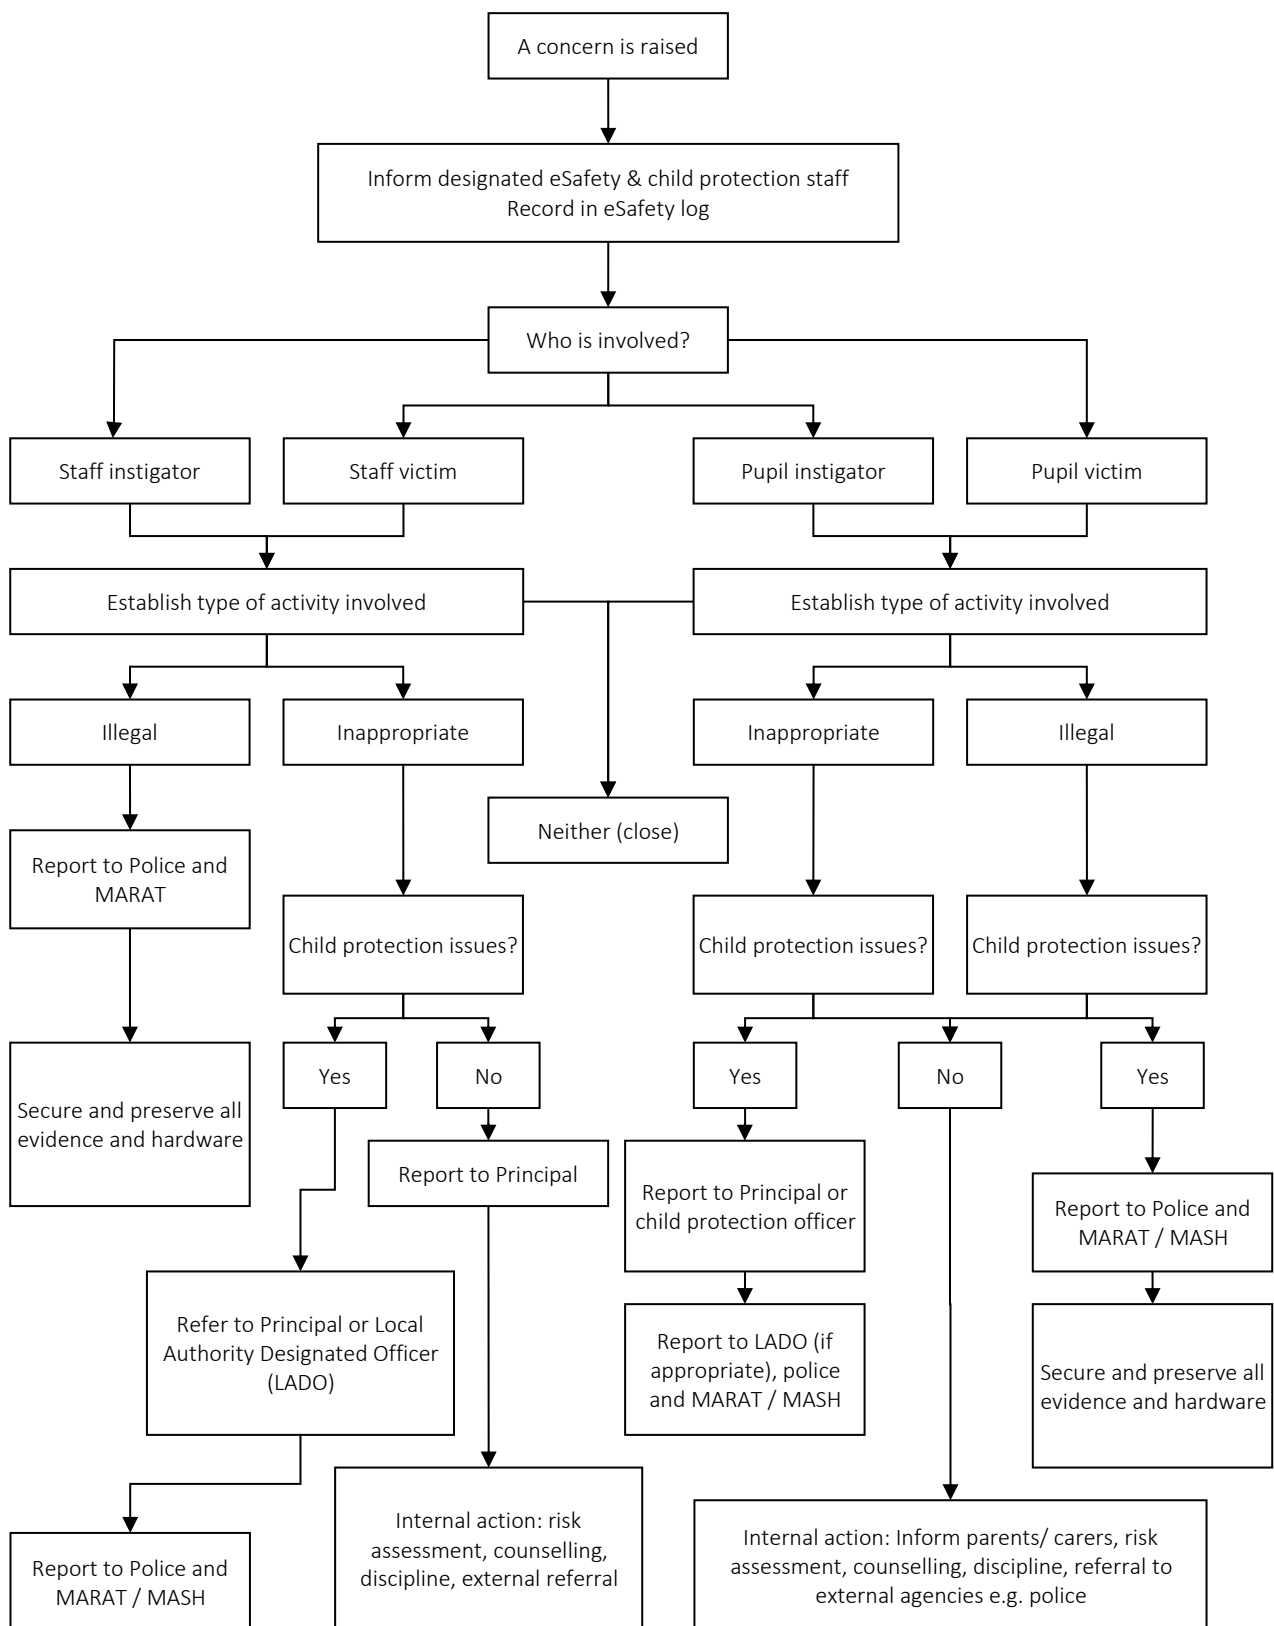 A concern is raised
Inform designated eSafety & child protection staff
Record in eSafety log
Who is involved?
Staff instigator
Staff victim
Pupil instigator
Pupil victim
Establish type of activity involved
Establish type of activity involved
Illegal
Inappropriate
Inappropriate
Illegal
Neither (close)
Report to Police and
MARAT
Child protection issues?
Child protection issues?
Child protection issues?
Secure and preserve all
evidence and hardware
Yes
No
Yes
No
Yes
Report to Principal
Report to Principal or
child protection officer
Report to Police and
MARAT / MASH
Refer to Principal or Local
Authority Designated Officer
(LADO)
Report to LADO (if
appropriate), police
and MARAT / MASH
Secure and preserve all
evidence and hardware
Internal action: risk
assessment, counselling,
discipline, external referral
Internal action: Inform parents/ carers, risk
assessment, counselling, discipline, referral to
external agencies e.g. police
Report to Police and
MARAT / MASH